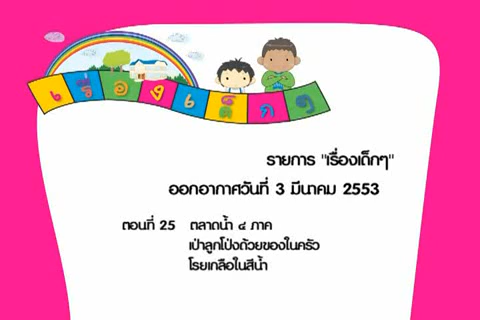 เรื่องเด็กๆ
รายการ "เรื่องเด็กๆ"
ออกอากาศวันที่ 3 มีนาคม 2553
ตอนที่ 25 ตลาดน้ำ ๔ ภาค
เป่าลูกโป่งด้วยของในครัว
โรยเกลือในสีน้ำ